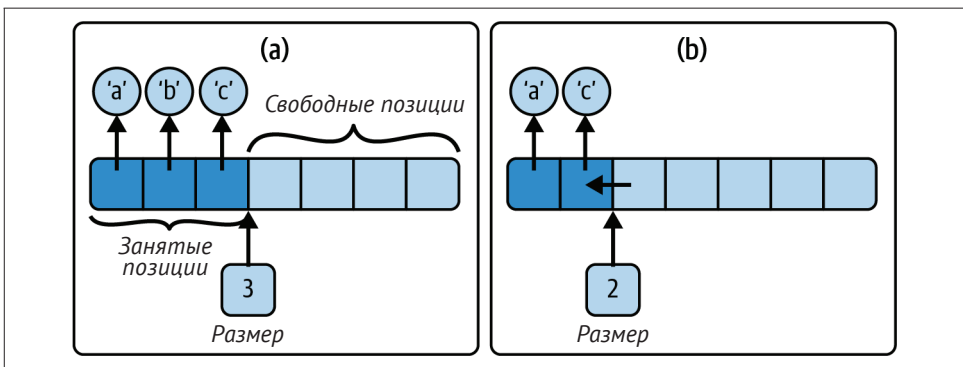 (a)
'a' 'b' 'c'
Свободные позиции
Занятые
позиции
3
Размер
(b)
'a' 'c'
2
Размер